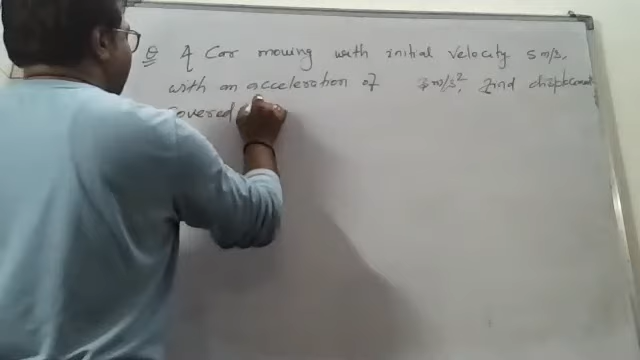 Q A Car moving with initial velocity 5 m/s,
with an acceleration of m/s², find displacement
Covered